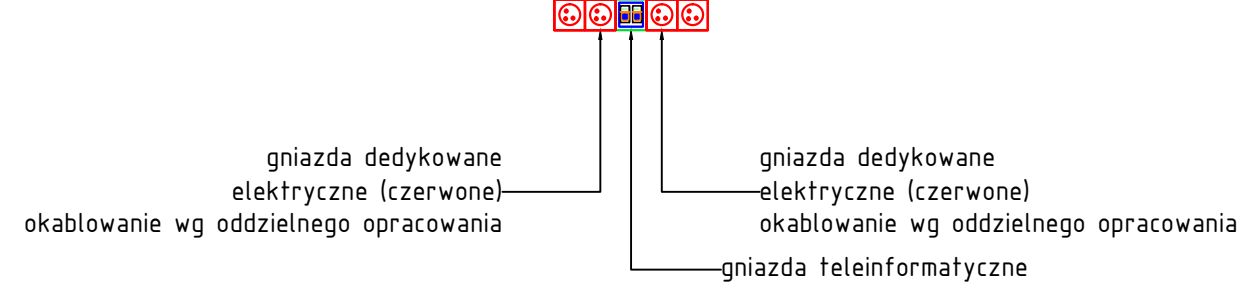 gniazda dedykowane
elektryczne (czerwone)
okablowanie wg oddzielnego opracowania
gniazda dedykowane
elektryczne (czerwone)
okablowanie wg oddzielnego opracowania
gniazda teleinformatyczne